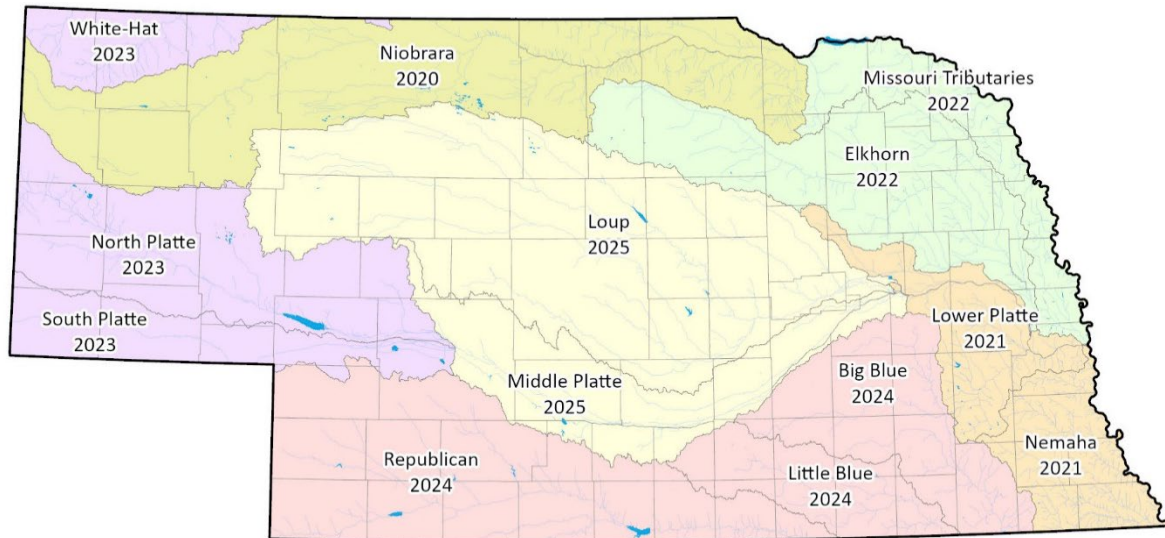 White-Hat
2023
Niobrara
2020
Missouri Tributaries
2022
Elkhorn
2022
Loup
2025
North Platte
2023
South Platte
2023
Lower Platte
2021
Middle Platte
2025
Big Blue
2024
Nemaha
2021
Republican
2024
Little Blue
2024